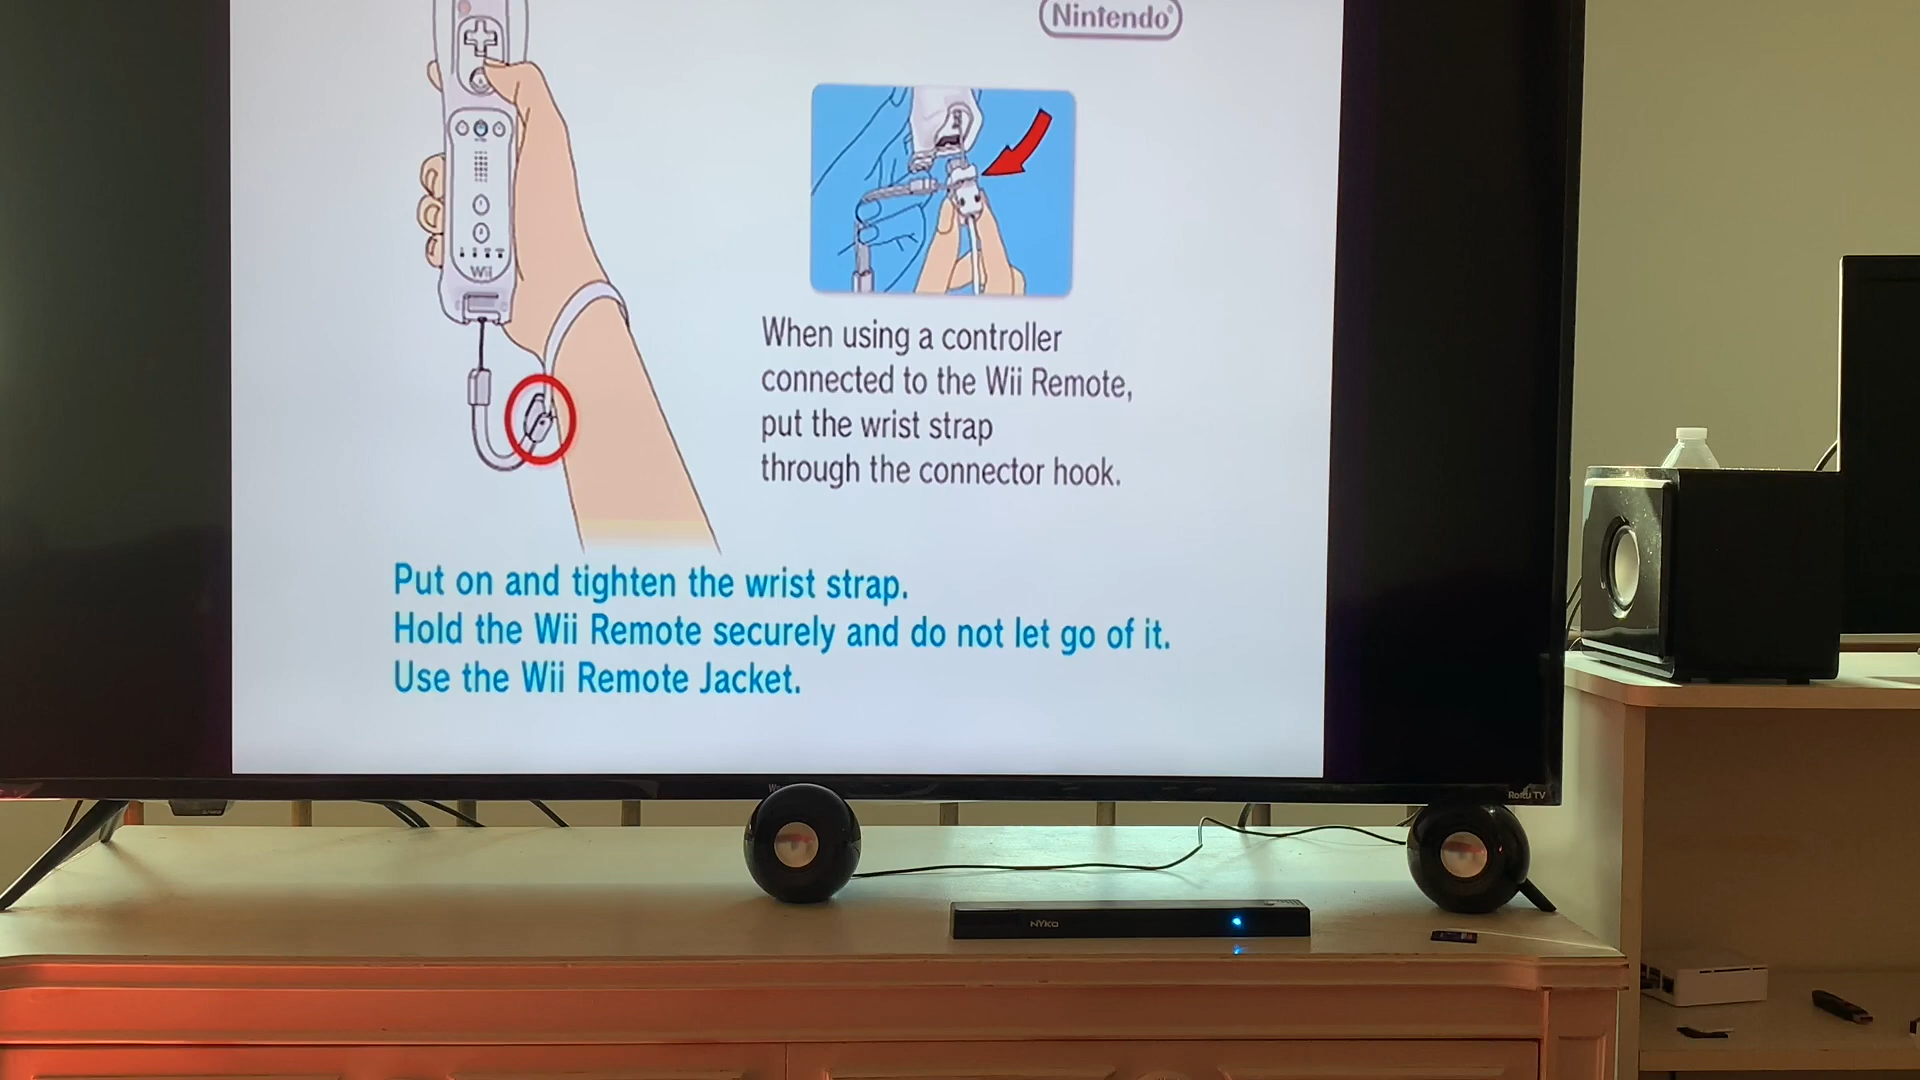 Nintendo®
Wii
When using a controller
connected to the Wii Remote,
put the wrist strap
through the connector hook.
Put on and tighten the wrist strap.
Hold the Wii Remote securely and do not let go of it.
Use the Wii Remote Jacket.
Roku TV
NYKO